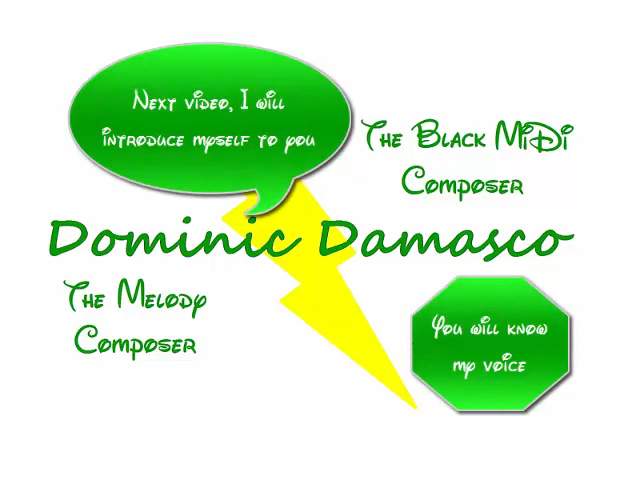 Next video, I will
introduce myself to you
The Black MiDi
Composer
Dominic Damasco
The Melody
Composer
You will know
my voice